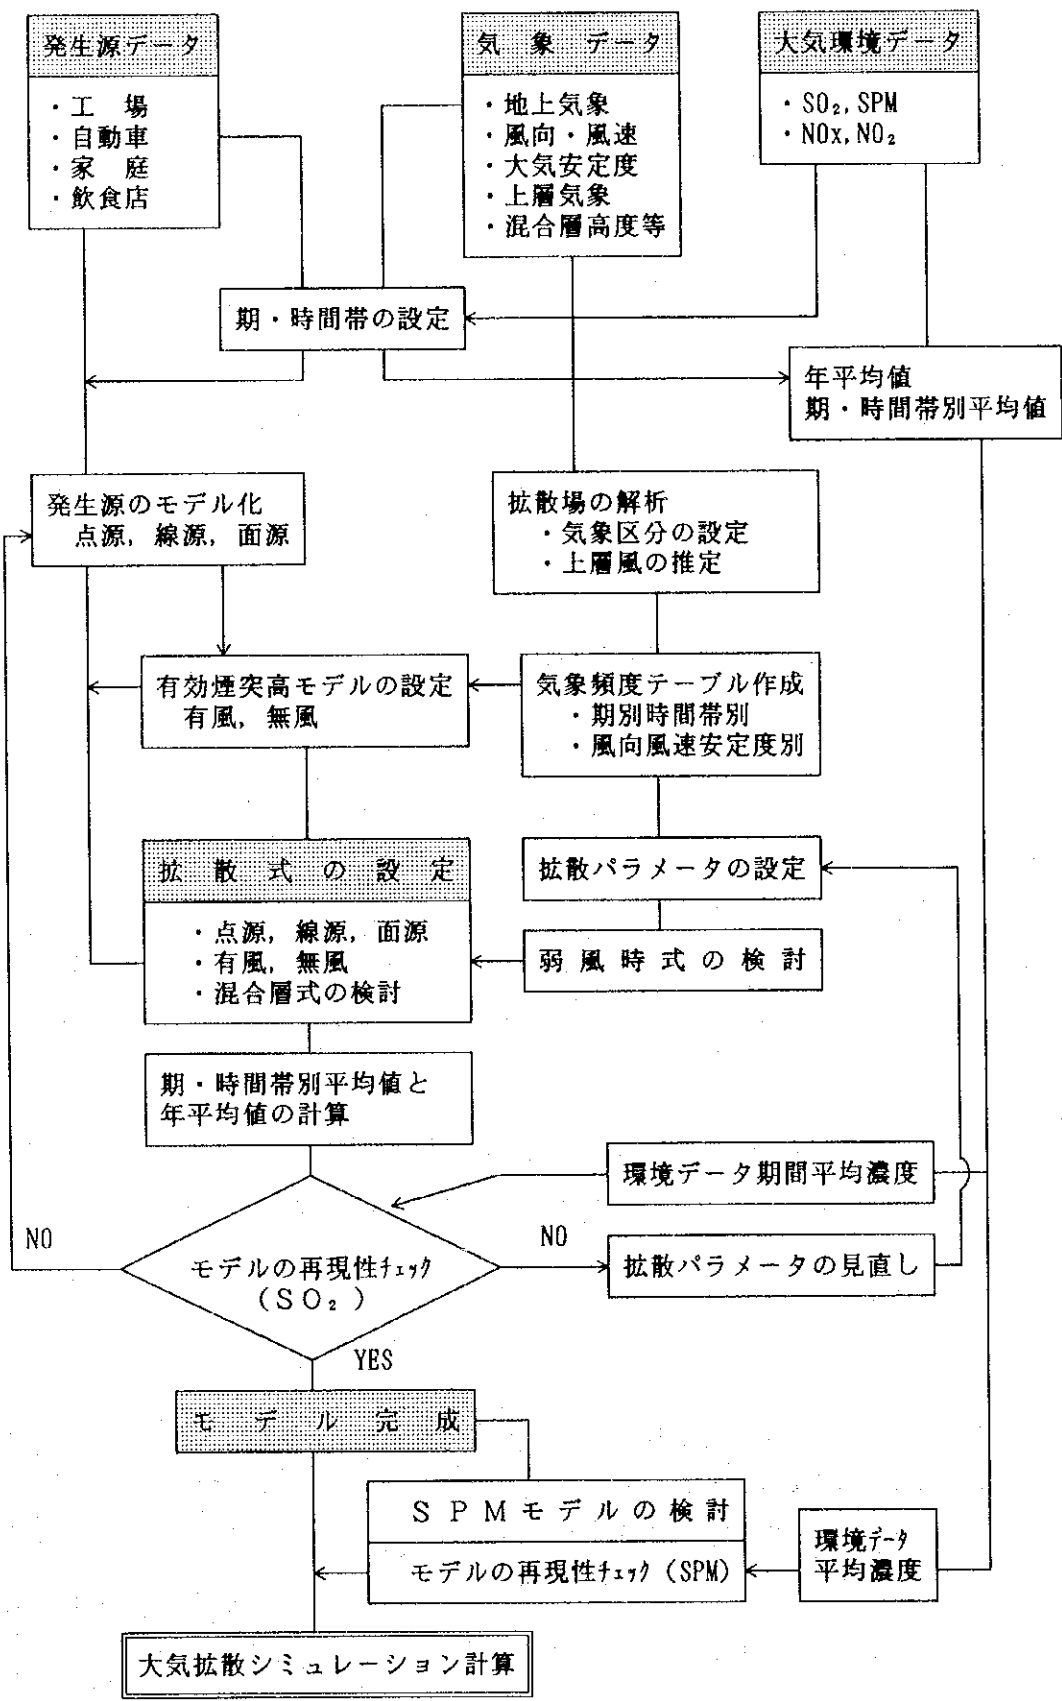 発生源データ
・工　場
・自動車
・家　庭
・飲食店
気　象　データ
・地上気象
・風向・風速
・大気安定度
・上層気象
・混合層高度等
大気環境データ
・SO₂, SPM
・NOx, NO₂
期・時間帯の設定
年平均値
期・時間帯別平均値
発生源のモデル化
点源, 線源, 面源
拡散場の解析
・気象区分の設定
・上層風の推定
有効煙突高モデルの設定
有風, 無風
気象頻度テーブル作成
・期別時間帯別
・風向風速安定度別
拡　散　式　の　設　定
・点源, 線源, 面源
・有風, 無風
・混合層式の検討
拡散パラメータの設定
弱　風　時　式　の　検　討
期・時間帯別平均値と
年平均値の計算
環境データ期間平均濃度
NO
モデルの再現性チェック
(SO₂)
NO
拡散パラメータの見直し
YES
モ　デ　ル　完　成
ＳＰＭモデルの検討
モデルの再現性チェック (SPM)
環境データ
平均濃度
大気拡散シミュレーション計算